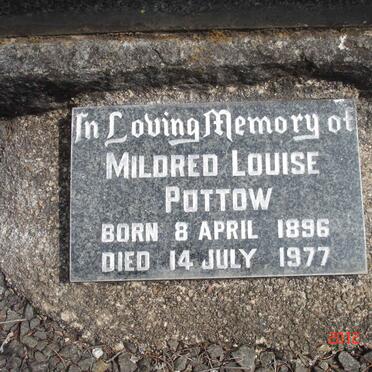 In Loving Memory of
MILDRED LOUISE
POTTOW
BORN 8 APRIL 1896
DIED 14 JULY 1977